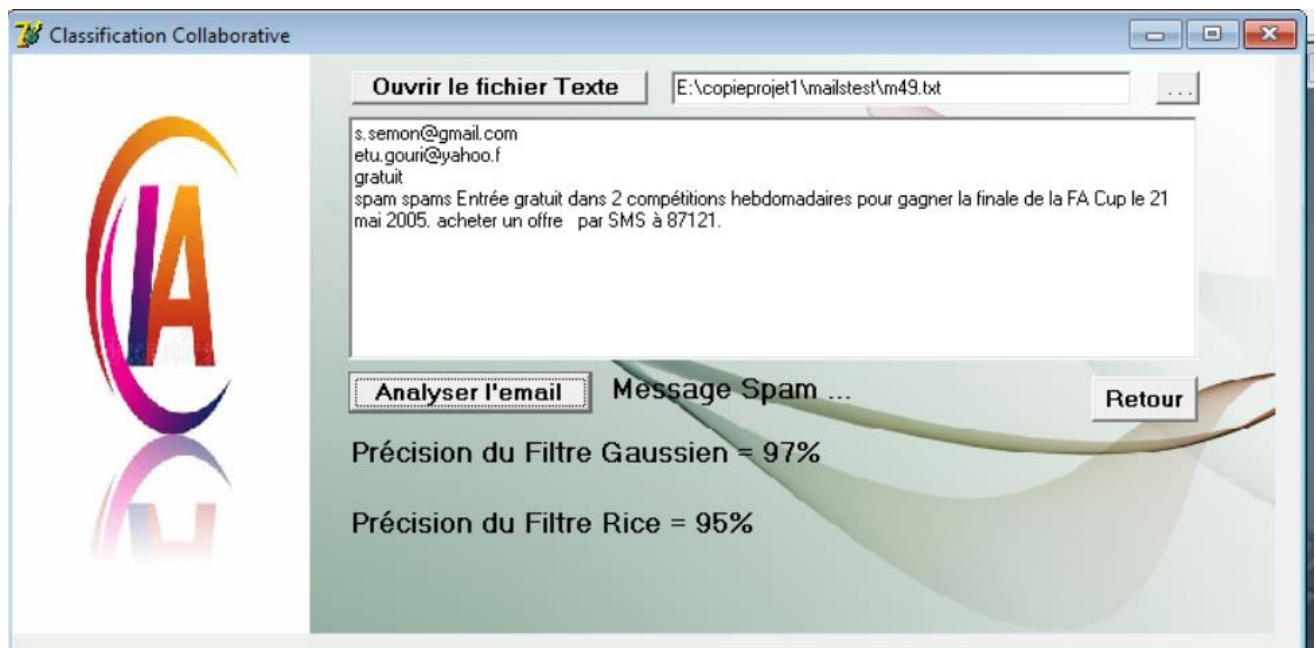 Classification Collaborative
Ouvrir le fichier Texte E:\copieprojet1\mailstest\m49.txt ...
s.semon@gmail.com
etu.gouri@yahoo.f
gratuit
spam spams Entrée gratuit dans 2 compétitions hebdomadaires pour gagner la finale de la FA Cup le 21
mai 2005. acheter un offre par SMS à 87121.
IA
Analyser l'email Message Spam ... Retour
Précision du Filtre Gaussien = 97%
Précision du Filtre Rice = 95%